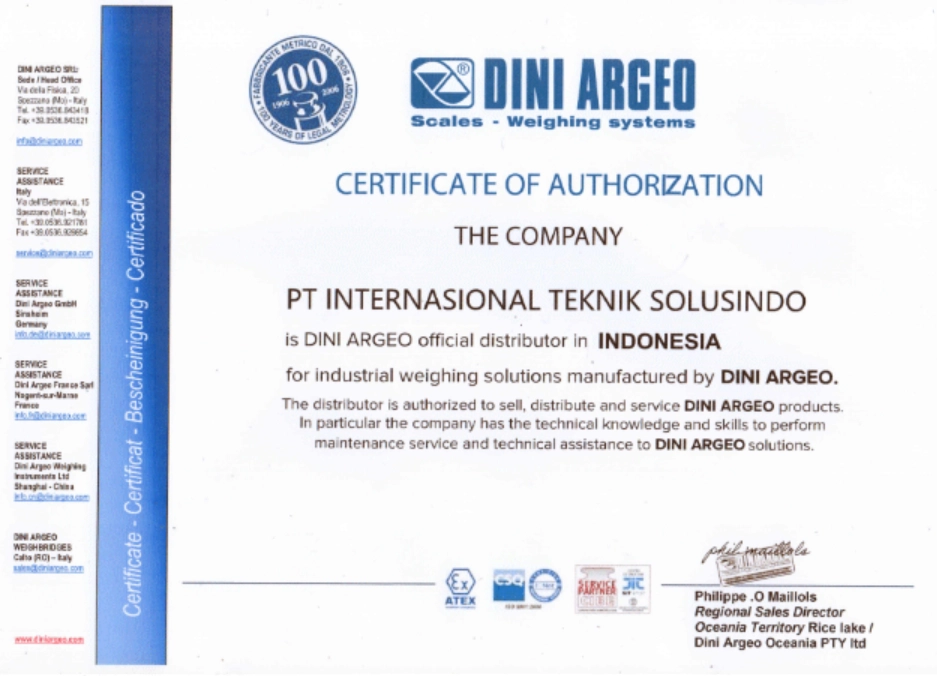 DINI ARGEO SRL
Sede / Head Office
Via della Fisica, 20
Spezzano (Mo) - Italy
Tel. +39.0536.843418
Fax +39.0536.843521
info@diniargeo.com
SERVICE
ASSISTANCE
Italy
Via dell'Elettronica, 15
Spezzano (Mo) - Italy
Tel. +39.0536.921781
Fax +39.0536.926654
service@diniargeo.com
SERVICE
ASSISTANCE
Dini Argeo GmbH
Sinsheim
Germany
info.de@diniargeo.com
SERVICE
ASSISTANCE
Dini Argeo France Sarl
Nogent-sur-Marne
France
info.fr@diniargeo.com
SERVICE
ASSISTANCE
Dini Argeo Weighing
Instruments Ltd
Shanghai - China
info.cn@diniargeo.com
DINI ARGEO
WEIGHBRIDGES
Calto (RO) – Italy
sales@diniargeo.com
www.diniargeo.com
Certificate - Certificat - Bescheinigung - Certificado
FABRICANTE METRICO DAL 1906
100
1906 2006
100 YEARS OF LEGAL METROLOGY
DINI ARGEO
Scales - Weighing systems
CERTIFICATE OF AUTHORIZATION
THE COMPANY
PT INTERNASIONAL TEKNIK SOLUSINDO
is DINI ARGEO official distributor in INDONESIA
for industrial weighing solutions manufactured by DINI ARGEO.
The distributor is authorized to sell, distribute and service DINI ARGEO products.
In particular the company has the technical knowledge and skills to perform
maintenance service and technical assistance to DINI ARGEO solutions.
Ex
ATEX
CSQ
SERVICE
PARTNER
phil maillols
Philippe .O Maillols
Regional Sales Director
Oceania Territory Rice lake /
Dini Argeo Oceania PTY ltd